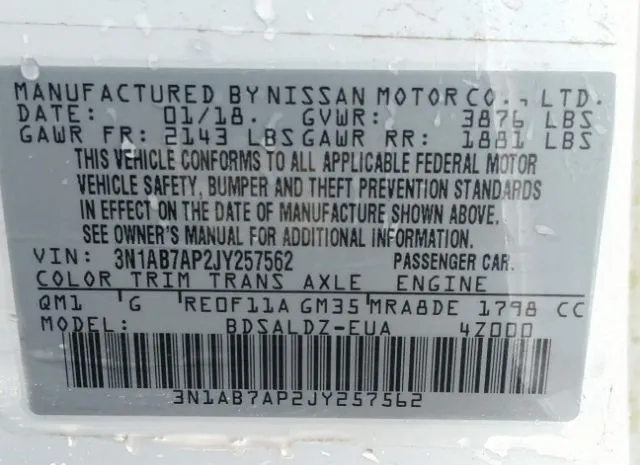 MANUFACTURED BY NISSAN MOTOR CO., LTD.
DATE: 01/18. GVWR: 3876 LBS
GAWR FR: 2143 LBS GAWR RR: 1881 LBS
THIS VEHICLE CONFORMS TO ALL APPLICABLE FEDERAL MOTOR
VEHICLE SAFETY, BUMPER AND THEFT PREVENTION STANDARDS
IN EFFECT ON THE DATE OF MANUFACTURE SHOWN ABOVE.
SEE OWNER'S MANUAL FOR ADDITIONAL INFORMATION
VIN: 3N1AB7AP2JY257562 PASSENGER CAR.
COLOR TRIM TRANS AXLE ENGINE
QM1 G RE0F11A GM35 MRA8DE 1798 CC
MODEL: BDSALDZ-EUA 4Z000
3N1AB7AP2JY257562